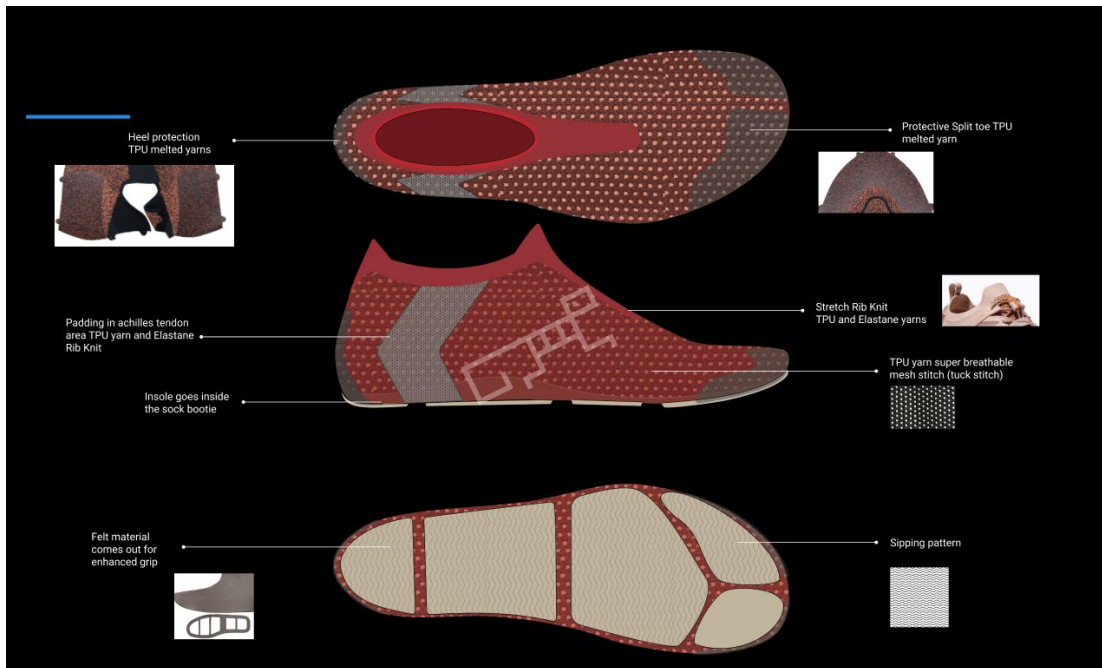 Heel protection
TPU melted yarns
Protective Split toe TPU
melted yarn
Padding in achilles tendon
area TPU yarn and Elastane
Rib Knit
Stretch Rib Knit
TPU and Elastane yarns
TPU yarn super breathable
mesh stitch (tuck stitch)
Insole goes inside
the sock bootie
Felt material
comes out for
enhanced grip
Sipping pattern